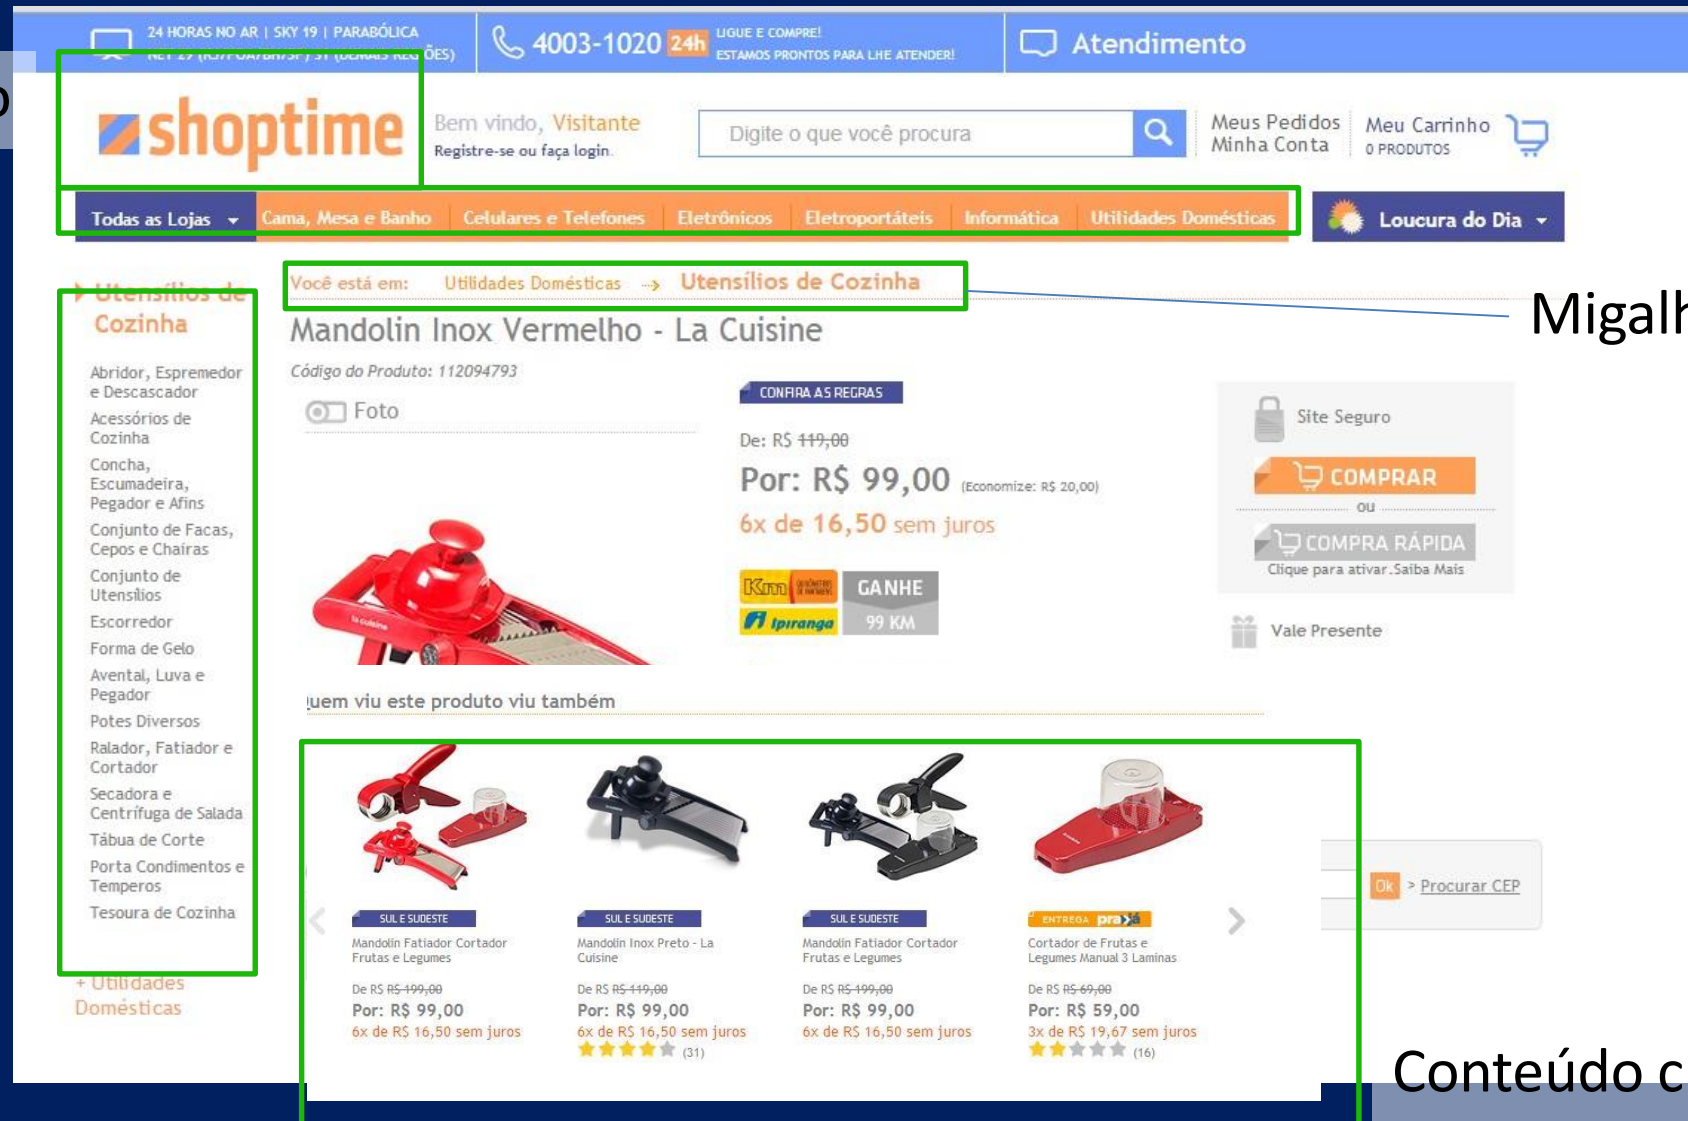 24 HORAS NO AR | SKY 19 | PARABÓLICA
4003-1020 24h
LIGUE E COMPRE!
ESTAMOS PRONTOS PARA LHE ATENDER!
Atendimento
shoptime
Bem vindo, Visitante
Registre-se ou faça login.
Digite o que você procura
Meus Pedidos
Minha Conta
Meu Carrinho
0 PRODUTOS
Todas as Lojas
Cama, Mesa e Banho
Celulares e Telefones
Eletrônicos
Eletroportáteis
Informática
Utilidades Domésticas
Loucura do Dia
Utensílios de
Cozinha
Abridor, Espremedor
e Descascador
Acessórios de
Cozinha
Concha,
Escumadeira,
Pegador e Afins
Conjunto de Facas,
Cepos e Chairas
Conjunto de
Utensílios
Escorredor
Forma de Gelo
Avental, Luva e
Pegador
Potes Diversos
Ralador, Fatiador e
Cortador
Secadora e
Centrífuga de Salada
Tábua de Corte
Porta Condimentos e
Temperos
Tesoura de Cozinha
+ Utilidades
Domésticas
Você está em: Utilidades Domésticas Utensílios de Cozinha
Migalh
Mandolin Inox Vermelho - La Cuisine
Código do Produto: 112094793
Foto
CONFIRA AS REGRAS
De: R$ 119,00
Por: R$ 99,00 (Economize: R$ 20,00)
6x de 16,50 sem juros
Km
Ipiranga
GANHE
99 KM
Site Seguro
COMPRAR
ou
COMPRA RÁPIDA
Clique para ativar.Saiba Mais
Vale Presente
uem viu este produto viu também
SUL E SUDESTE
Mandolin Fatiador Cortador
Frutas e Legumes
De R$ R$ 199,00
Por: R$ 99,00
6x de R$ 16,50 sem juros
SUL E SUDESTE
Mandolin Inox Preto - La
Cuisine
De R$ R$ 119,00
Por: R$ 99,00
6x de R$ 16,50 sem juros
(31)
SUL E SUDESTE
Mandolin Fatiador Cortador
Frutas e Legumes
De R$ R$ 199,00
Por: R$ 99,00
6x de R$ 16,50 sem juros
ENTREGA pra já
Cortador de Frutas e
Legumes Manual 3 Laminas
De R$ R$ 69,00
Por: R$ 59,00
3x de R$ 19,67 sem juros
(16)
Ok > Procurar CEP
Conteúdo c